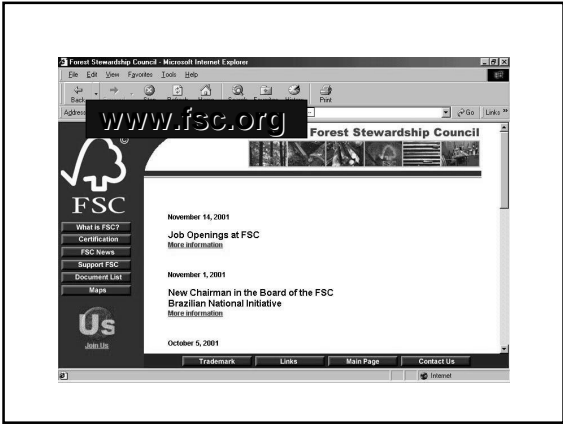 Forest Stewardship Council - Microsoft Internet Explorer
File Edit View Favorites Tools Help
Back Print
Address Go Links »
www.fsc.org
Forest Stewardship Council
©
FSC
What is FSC?
Certification
FSC News
Support FSC
Document List
Maps
Us
Join Us
November 14, 2001
Job Openings at FSC
More information
November 1, 2001
New Chairman in the Board of the FSC
Brazilian National Initiative
More information
October 5, 2001
Trademark Links Main Page Contact Us
Internet